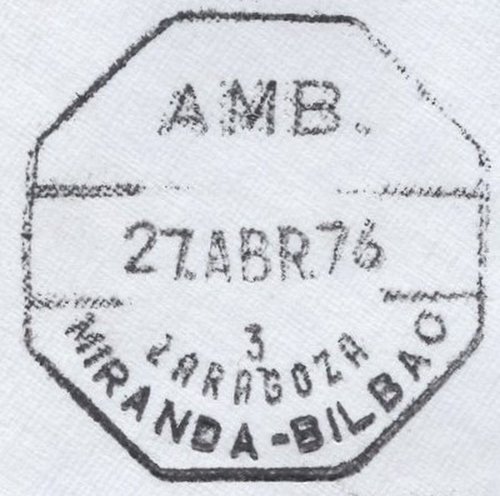 AMB.
27.ABR.76
3
ZARAGOZA
MIRANDA-BILBAO